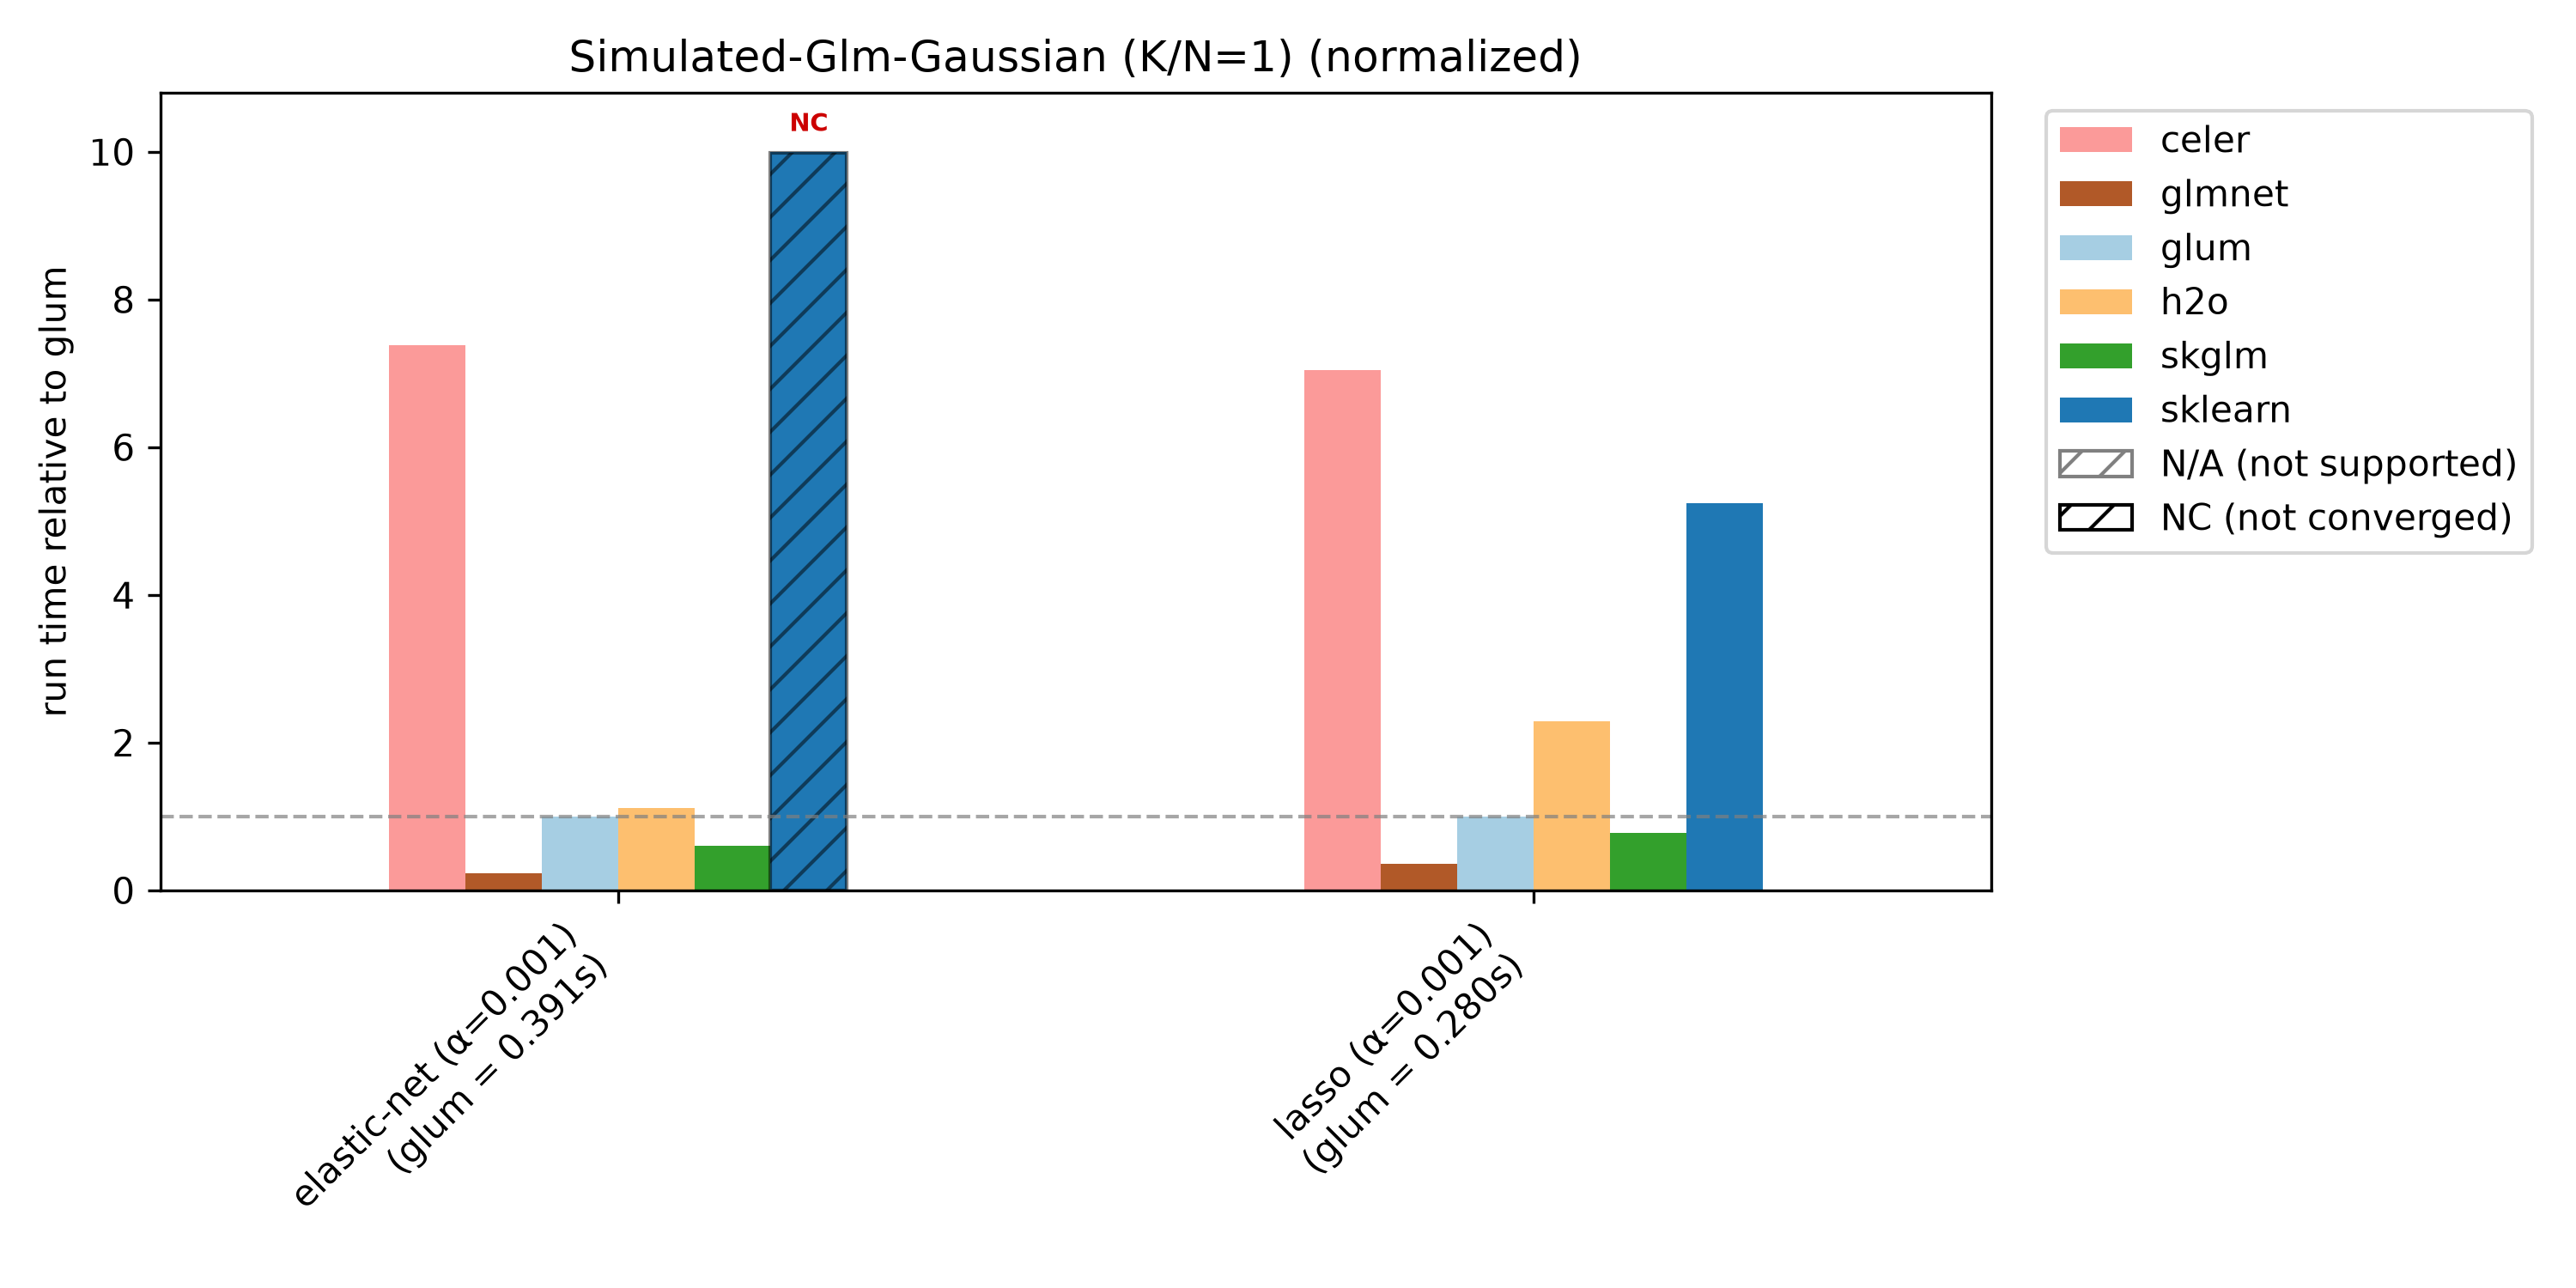 Simulated-Glm-Gaussian (K/N=1) (normalized)
run time relative to glum
10
8
6
4
2
0
NC
elastic-net (α=0.001)
(glum = 0.391s)
lasso (α=0.001)
(glum = 0.280s)
celer
glmnet
glum
h2o
skglm
sklearn
N/A (not supported)
NC (not converged)